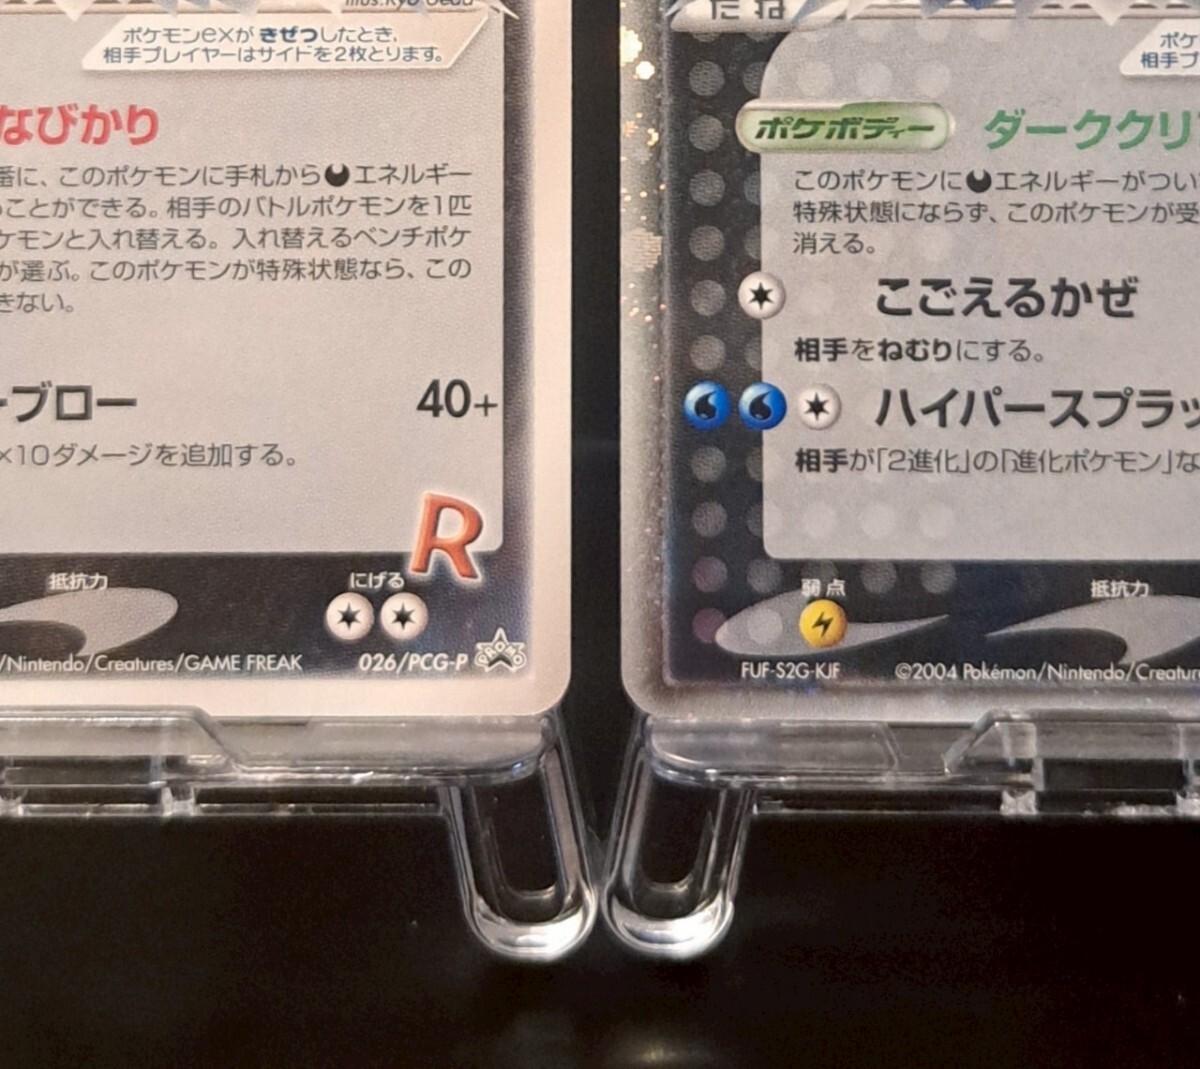 Illus. Kyo Ueda
ポケモンexが きぜつしたとき、
相手プレイヤーはサイドを2枚とります。
なびかり
番に、このポケモンに手札からエネルギー
ことができる。相手のバトルポケモンを1匹
ケモンと入れ替える。入れ替えるベンチポケ
が選ぶ。このポケモンが特殊状態なら、この
きない。
ーブロー 40+
×10ダメージを追加する。
R
抵抗力 にげる
/Nintendo/Creatures/GAME FREAK 026/PCG-P PROMO
たね
ポケ
相手プ
ポケボディー ダーククリ
このポケモンにエネルギーがつい
特殊状態にならず、このポケモンが受
消える。
こごえるかぜ
相手をねむりにする。
ハイパースプラッ
相手が「2進化」の「進化ポケモン」な
弱点 抵抗力
FUF-S2G-KJF ©2004 Pokémon/Nintendo/Creature